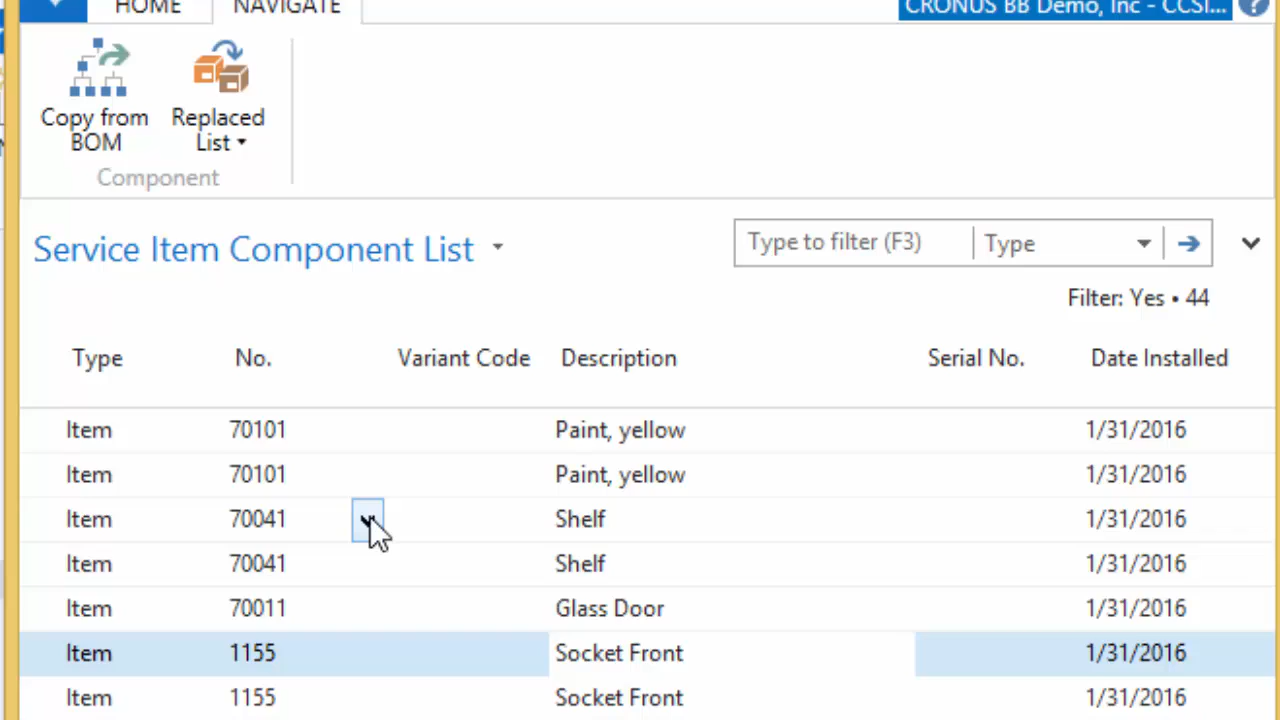 HOME NAVIGATE CRONUS BB Demo, Inc - CCSI... ?
Copy from BOM
Replaced List
Component
Service Item Component List
Type to filter (F3) Type
Filter: Yes • 44
Type No. Variant Code Description Serial No. Date Installed
Item 70101 Paint, yellow 1/31/2016
Item 70101 Paint, yellow 1/31/2016
Item 70041 Shelf 1/31/2016
Item 70041 Shelf 1/31/2016
Item 70011 Glass Door 1/31/2016
Item 1155 Socket Front 1/31/2016
Item 1155 Socket Front 1/31/2016